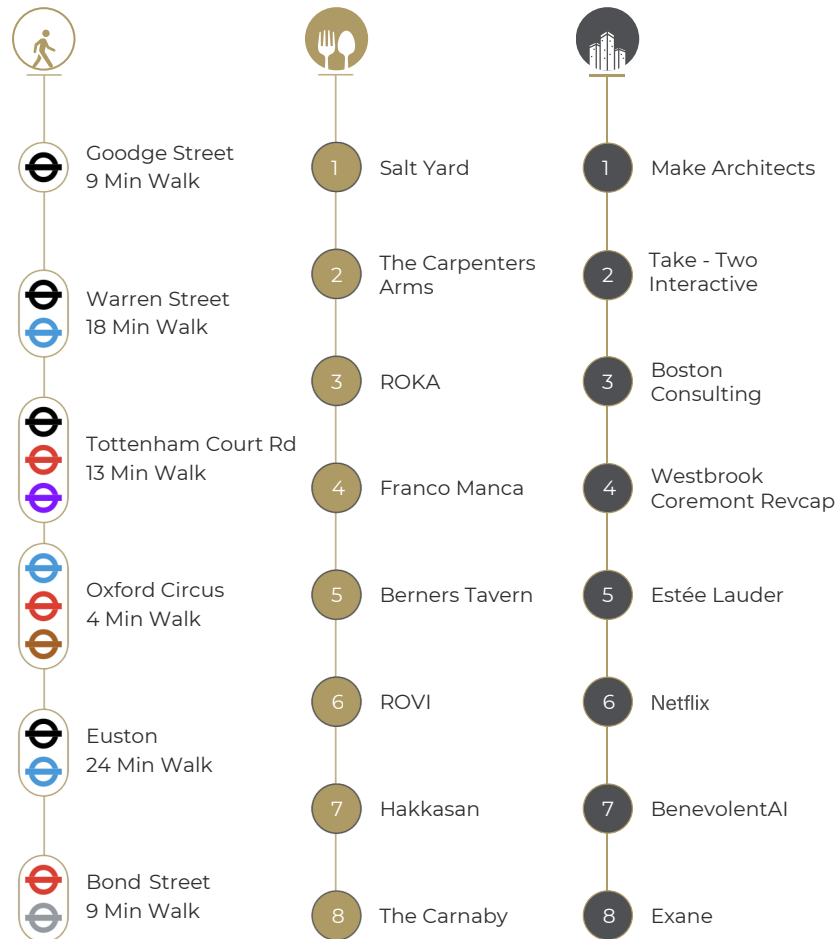 Goodge Street
9 Min Walk
Warren Street
18 Min Walk
Tottenham Court Rd
13 Min Walk
Oxford Circus
4 Min Walk
Euston
24 Min Walk
Bond Street
9 Min Walk
1 Salt Yard
2 The Carpenters
Arms
3 ROKA
4 Franco Manca
5 Berners Tavern
6 ROVI
7 Hakkasan
8 The Carnaby
1 Make Architects
2 Take - Two
Interactive
3 Boston
Consulting
4 Westbrook
Coremont Revcap
5 Estée Lauder
6 Netflix
7 BenevolentAI
8 Exane